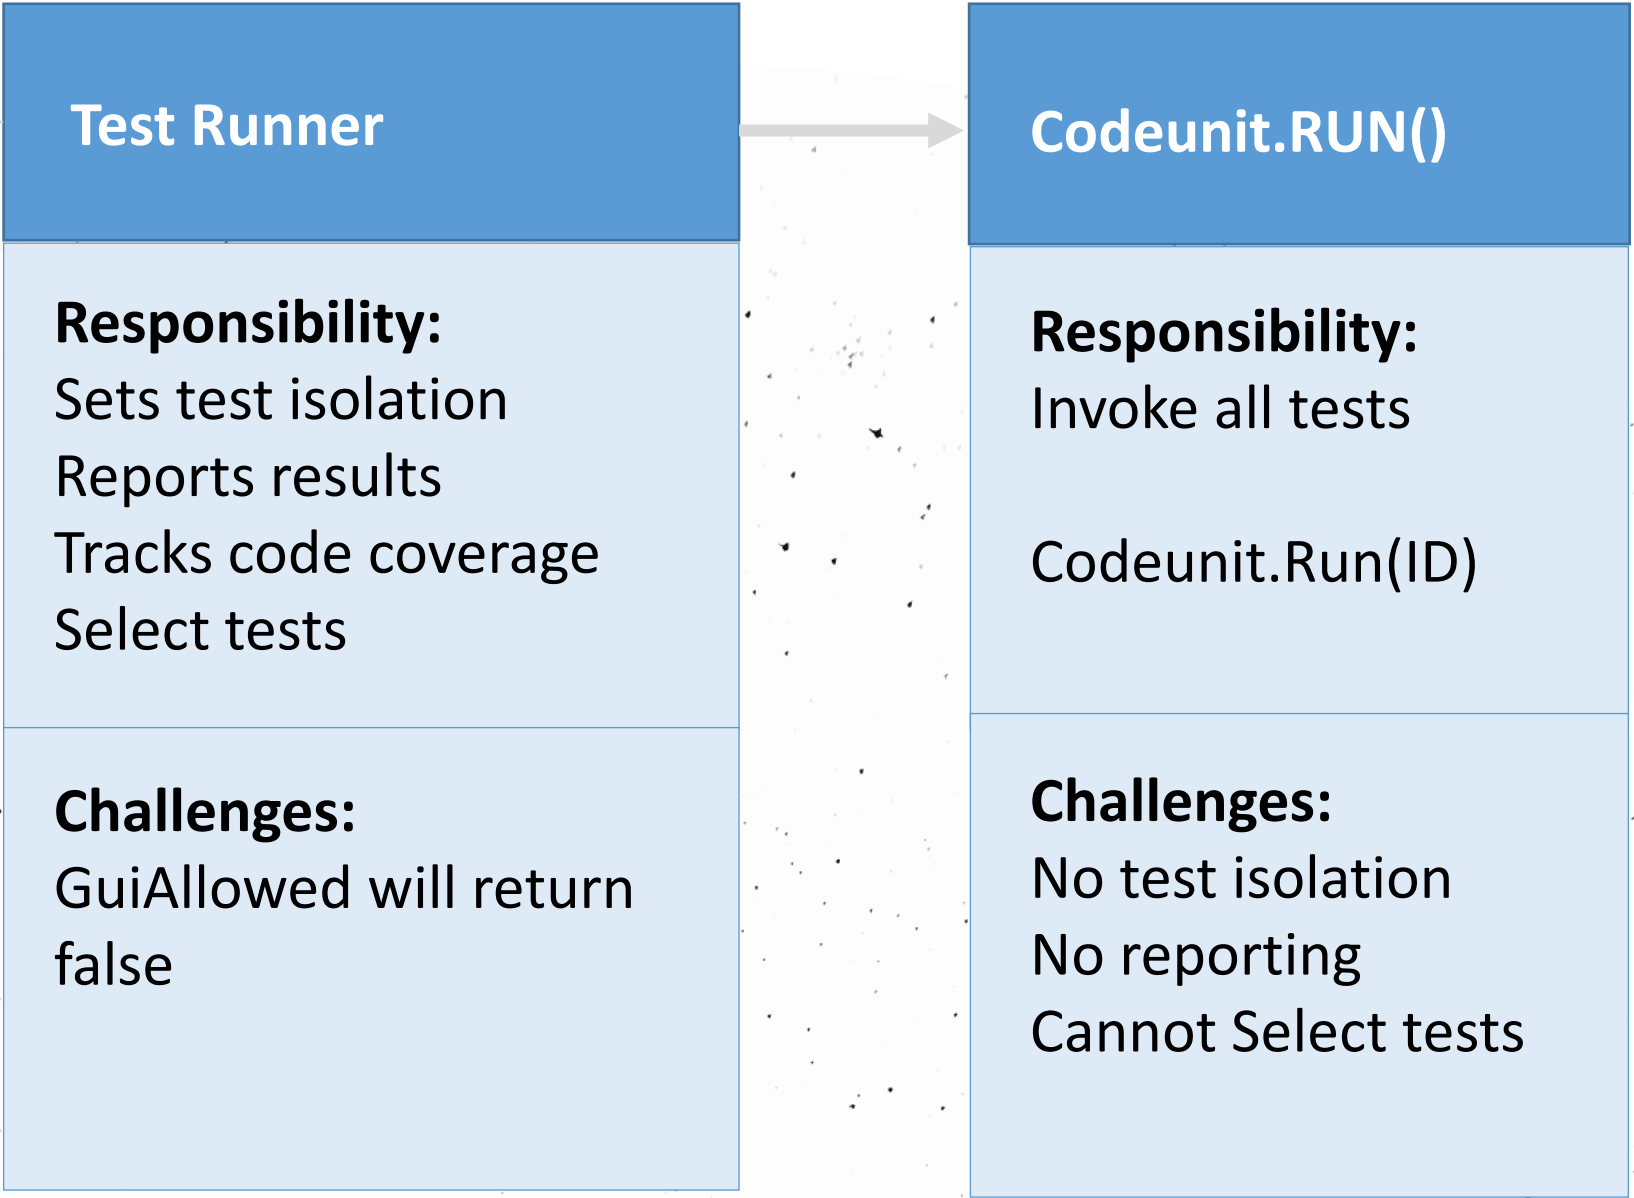 Test Runner
Responsibility:
Sets test isolation
Reports results
Tracks code coverage
Select tests
Challenges:
GuiAllowed will return
false
Codeunit.RUN()
Responsibility:
Invoke all tests
Codeunit.Run(ID)
Challenges:
No test isolation
No reporting
Cannot Select tests